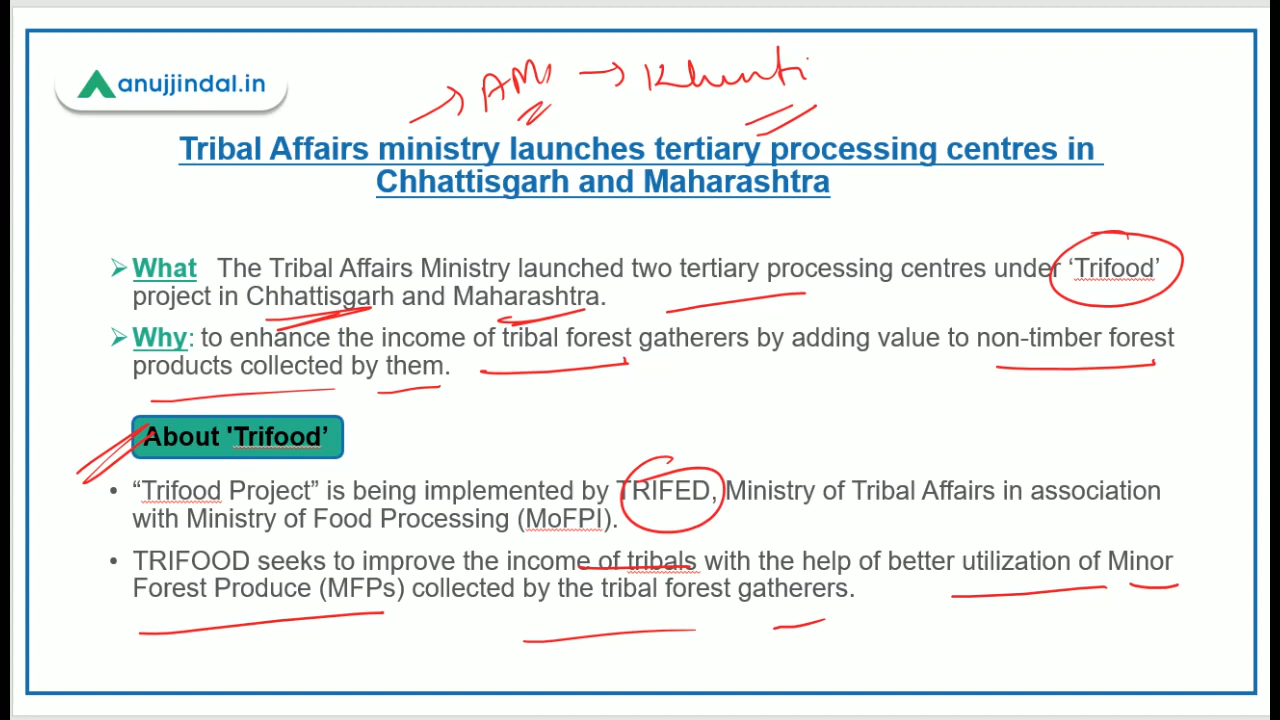 anujjindal.in
→ AM → Khunti
Tribal Affairs ministry launches tertiary processing centres in
Chhattisgarh and Maharashtra
➢ What The Tribal Affairs Ministry launched two tertiary processing centres under ‘Trifood’
project in Chhattisgarh and Maharashtra.
➢ Why: to enhance the income of tribal forest gatherers by adding value to non-timber forest
products collected by them.
About 'Trifood’
• “Trifood Project” is being implemented by TRIFED, Ministry of Tribal Affairs in association
with Ministry of Food Processing (MoFPI).
• TRIFOOD seeks to improve the income of tribals with the help of better utilization of Minor
Forest Produce (MFPs) collected by the tribal forest gatherers.